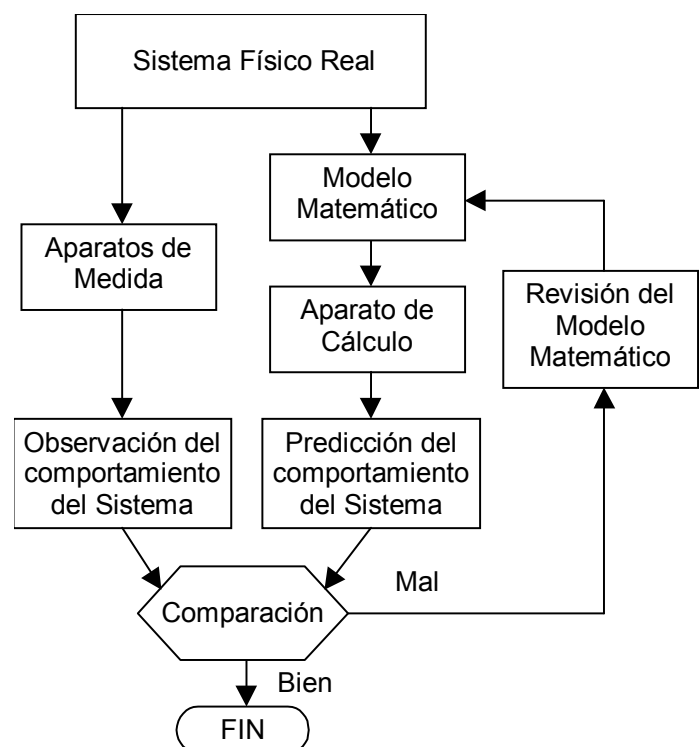 Sistema Físico Real
Modelo
Matemático
Aparatos de
Medida
Aparato de
Cálculo
Revisión del
Modelo
Matemático
Observación del
comportamiento
del Sistema
Predicción del
comportamiento
del Sistema
Mal
Comparación
Bien
FIN